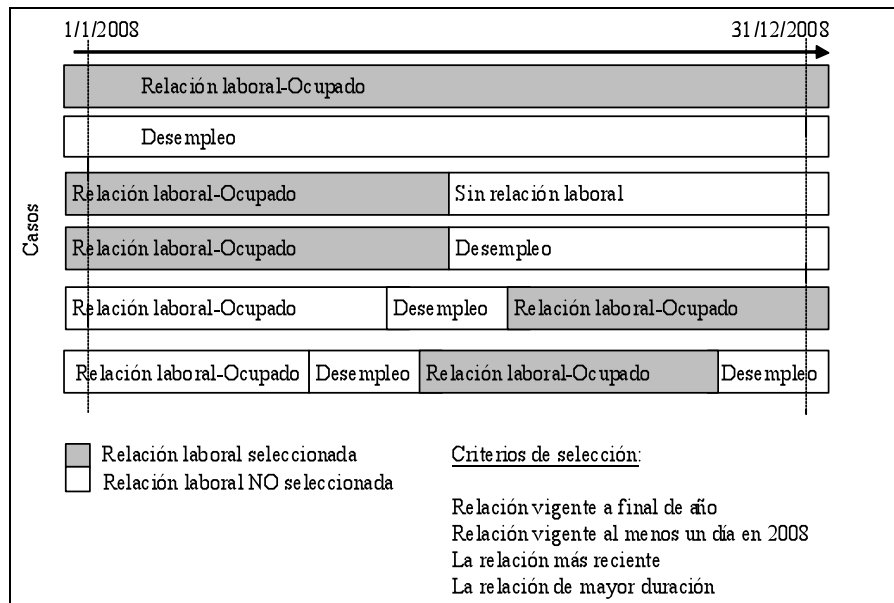 1/1/2008 31/12/2008
Relación laboral-Ocupado
Desempleo
Relación laboral-Ocupado Sin relación laboral
Casos
Relación laboral-Ocupado Desempleo
Relación laboral-Ocupado Desempleo Relación laboral-Ocupado
Relación laboral-Ocupado Desempleo Relación laboral-Ocupado Desempleo
Relación laboral seleccionada
Relación laboral NO seleccionada
Criterios de selección:
Relación vigente a final de año
Relación vigente al menos un día en 2008
La relación más reciente
La relación de mayor duración